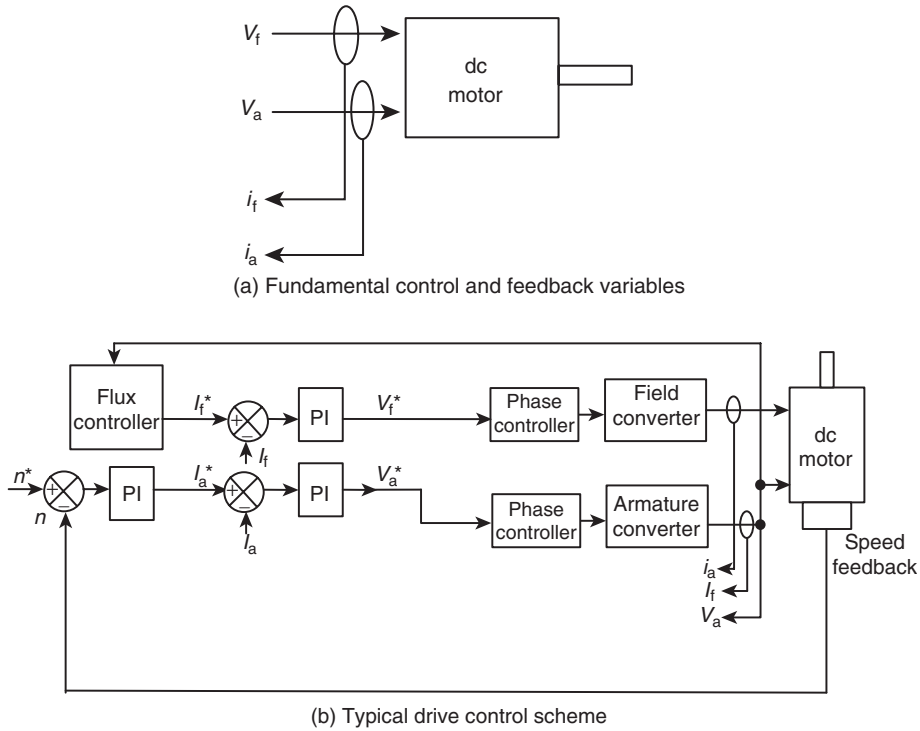 V_f
dc
motor
V_a
i_f
i_a
(a) Fundamental control and feedback variables
Flux
controller
I_f*
+
−
I_f
PI
V_f*
Phase
controller
Field
converter
dc
motor
n*
+
−
n
PI
I_a*
+
−
I_a
PI
V_a*
Phase
controller
Armature
converter
Speed
feedback
i_a
I_f
V_a
(b) Typical drive control scheme